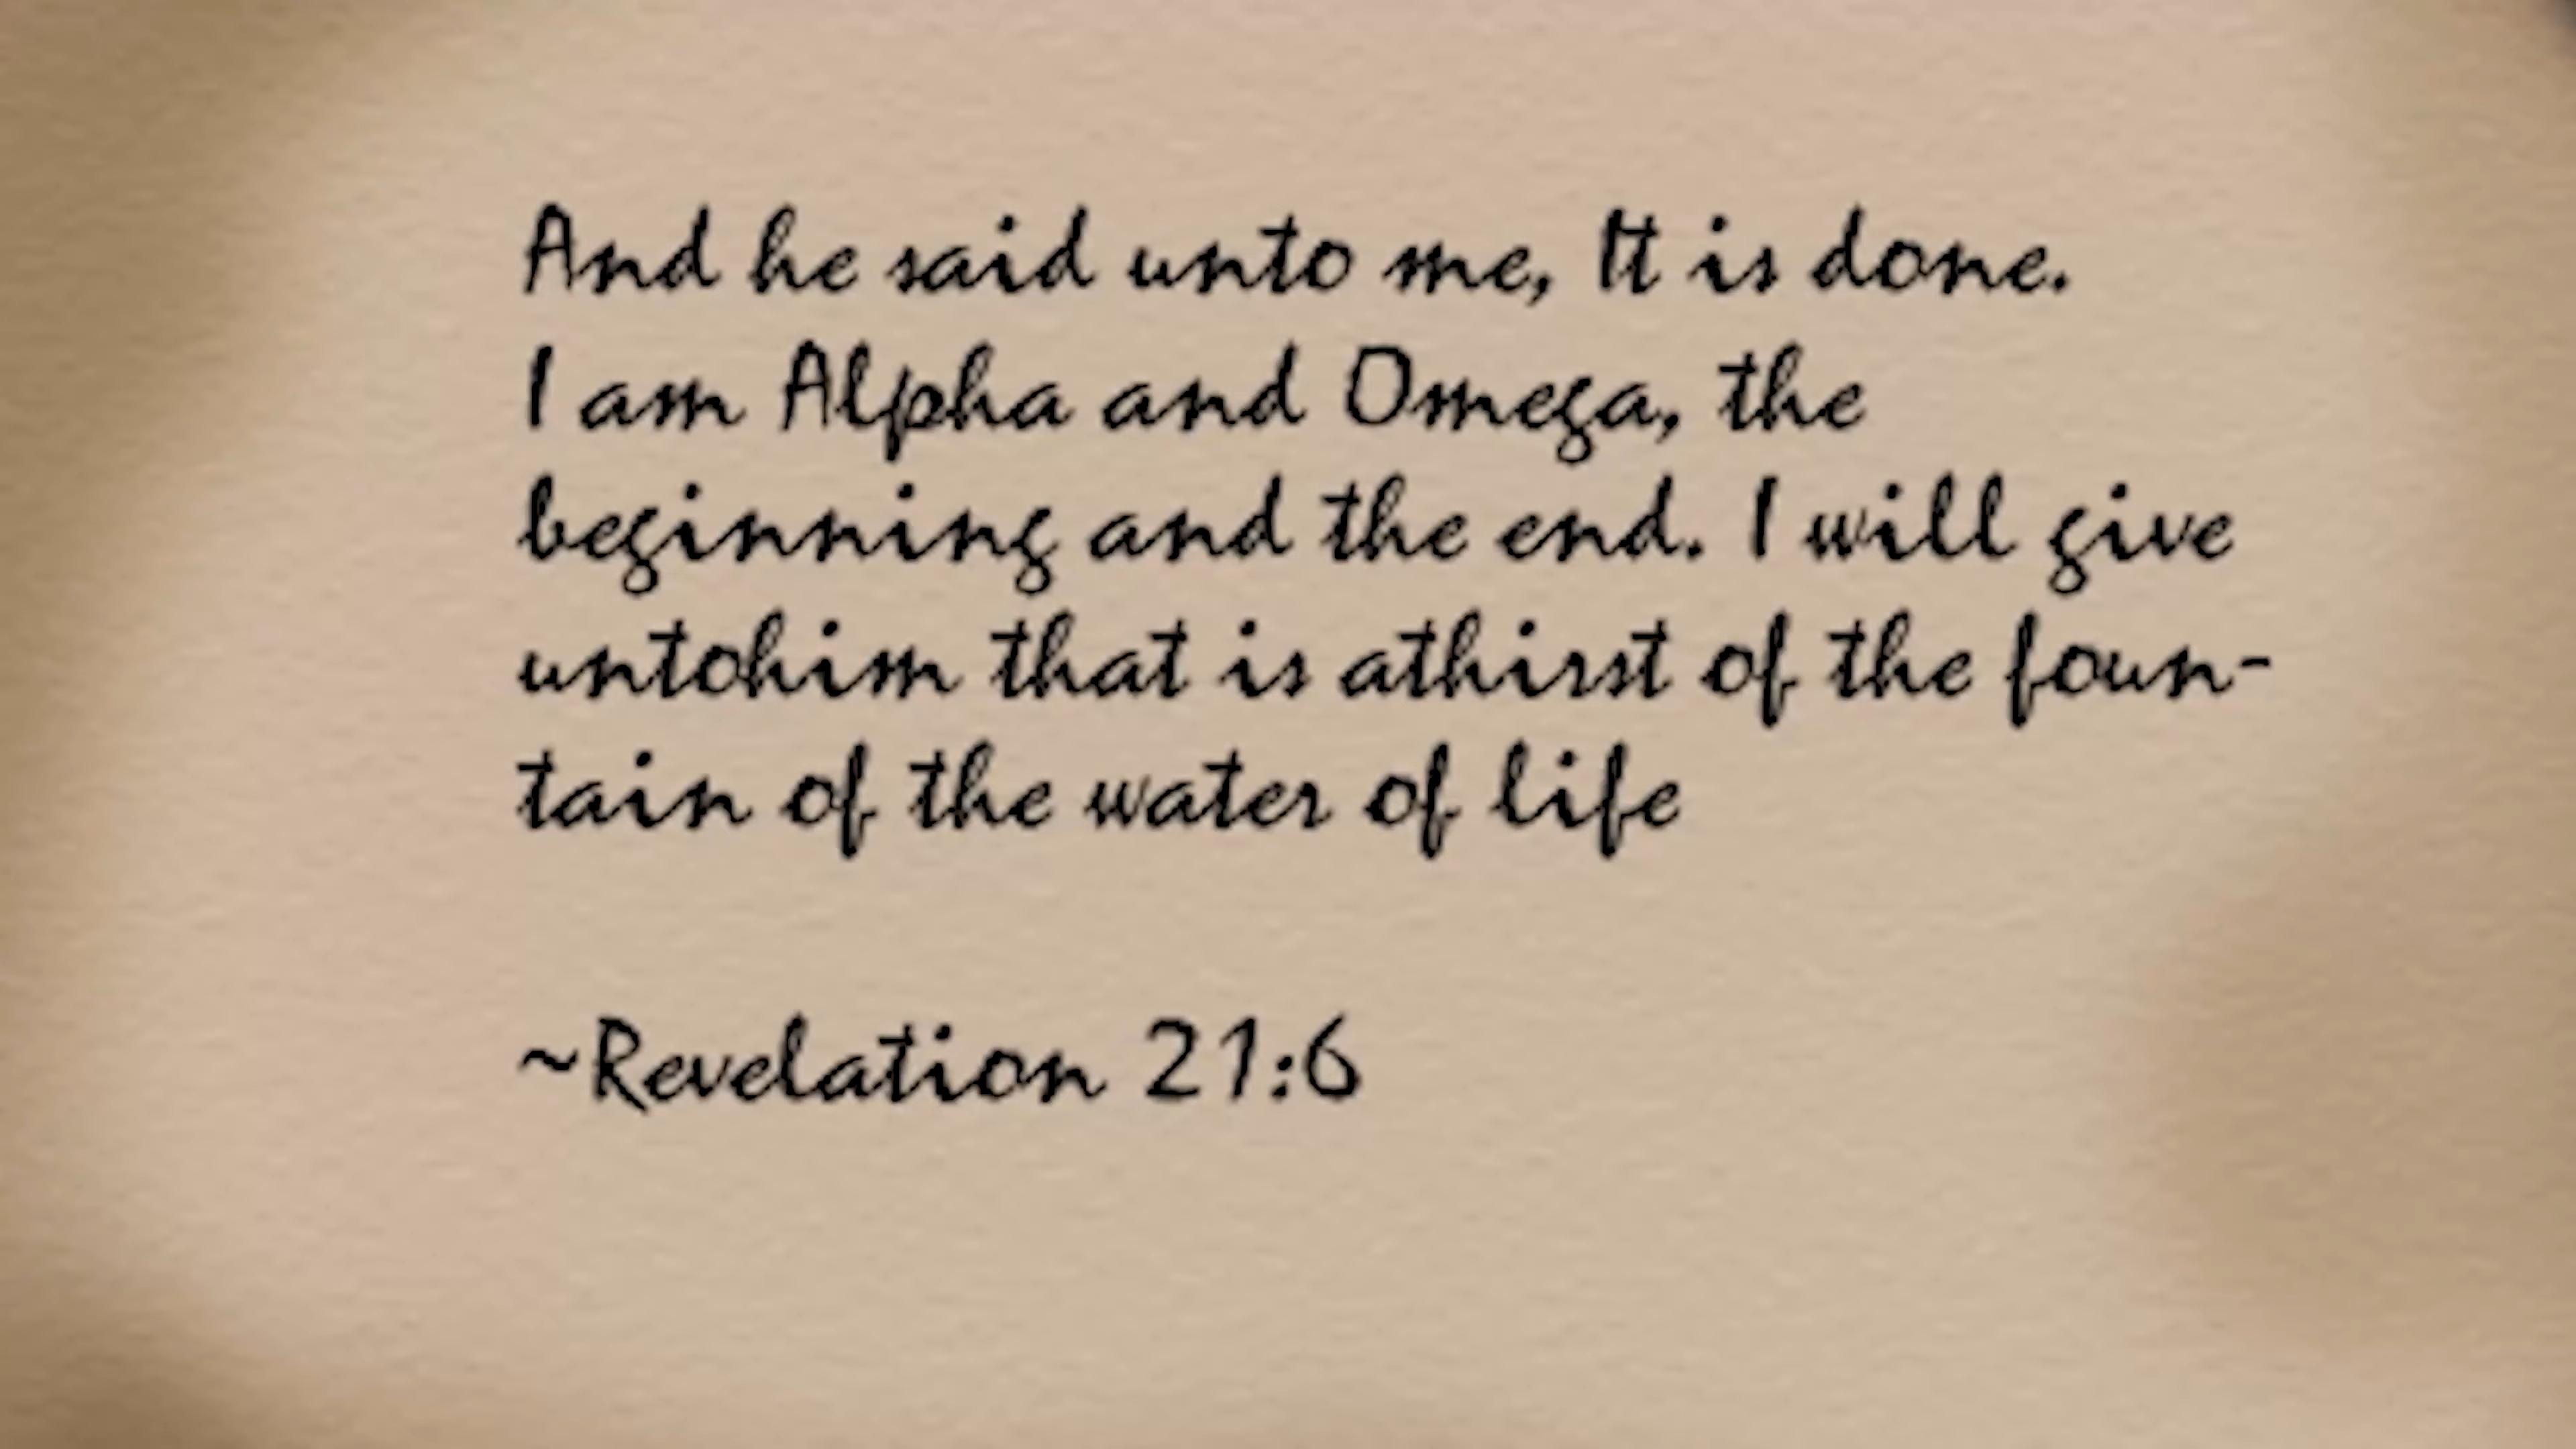 And he said unto me, It is done.
I am Alpha and Omega, the
beginning and the end. I will give
untohim that is athirst of the foun-
tain of the water of life
~Revelation 21:6